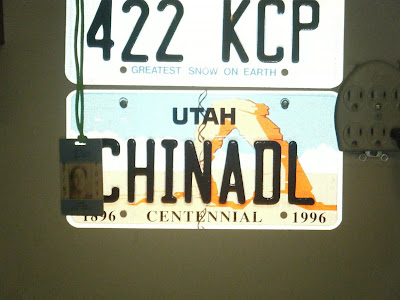 422 KCP
• GREATEST SNOW ON EARTH •
UTAH
CHINADL
1896 • CENTENNIAL • 1996